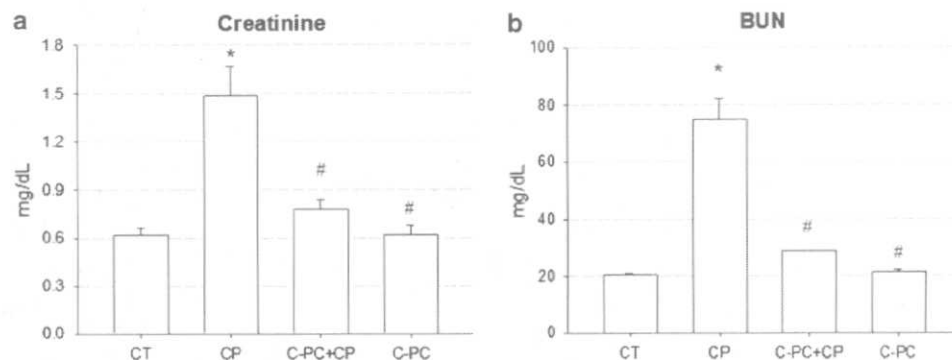 a
Creatinine
mg/dL
1.8
1.5
1.2
0.9
0.6
0.3
0.0
*
#
#
CT CP C-PC+CP C-PC
b
BUN
mg/dL
100
80
60
40
20
0
*
#
#
CT CP C-PC+CP C-PC